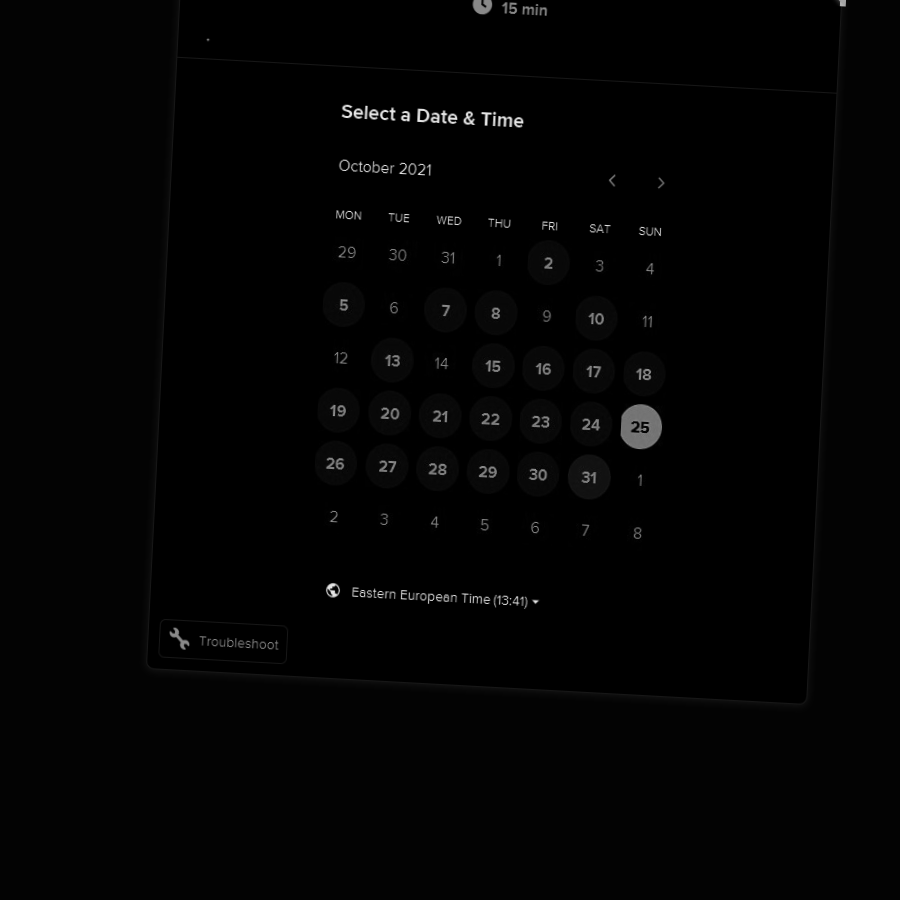 15 min
Select a Date & Time
October 2021
MON TUE WED THU FRI SAT SUN
29 30 31 1 2 3 4
5 6 7 8 9 10 11
12 13 14 15 16 17 18
19 20 21 22 23 24 25
26 27 28 29 30 31 1
2 3 4 5 6 7 8
Eastern European Time (13:41)
Troubleshoot